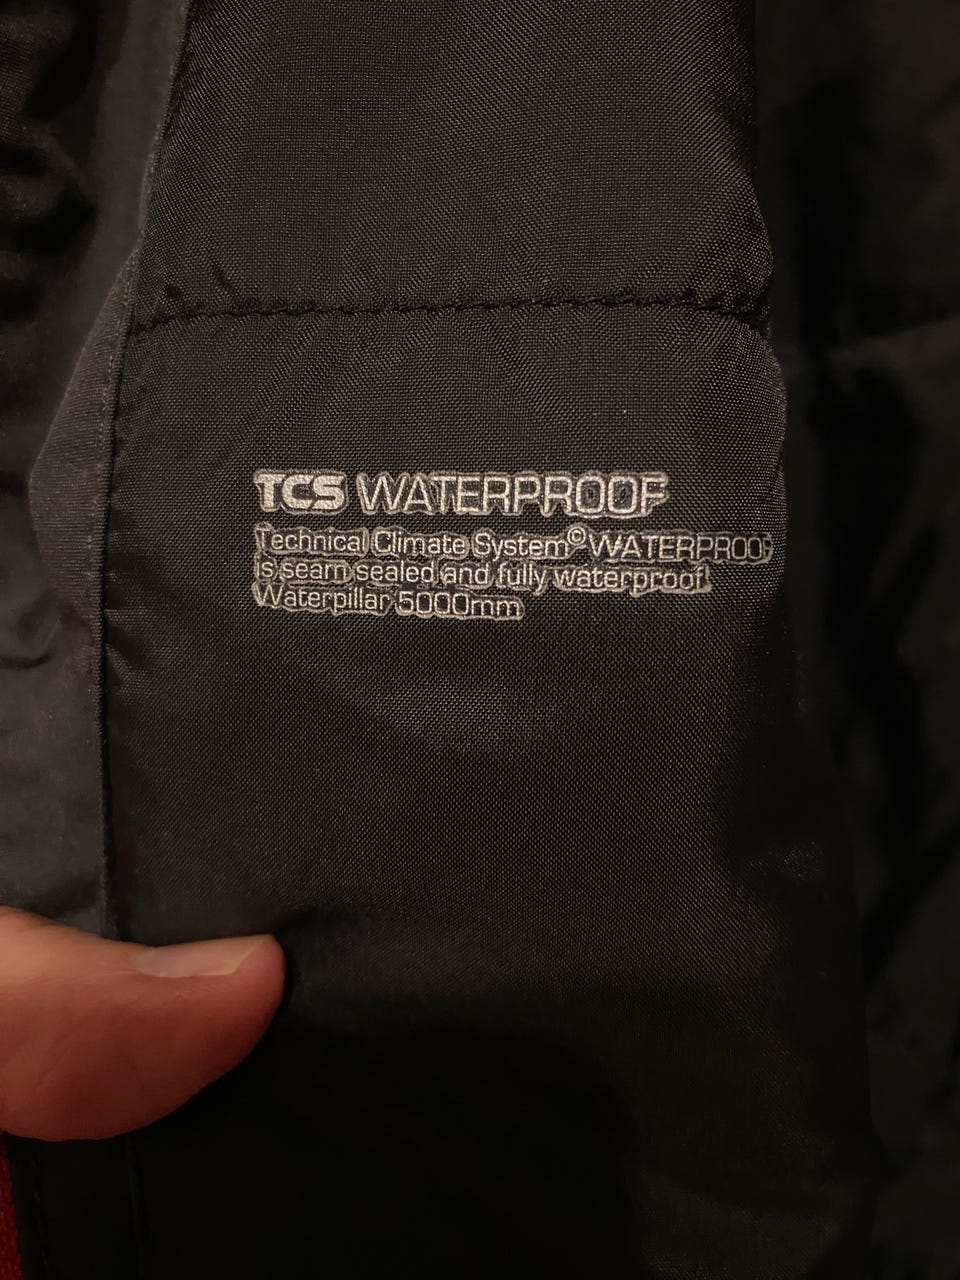 TCS WATERPROOF
Technical Climate System© WATERPROOF
is seam sealed and fully waterproof.
Waterpillar 5000mm